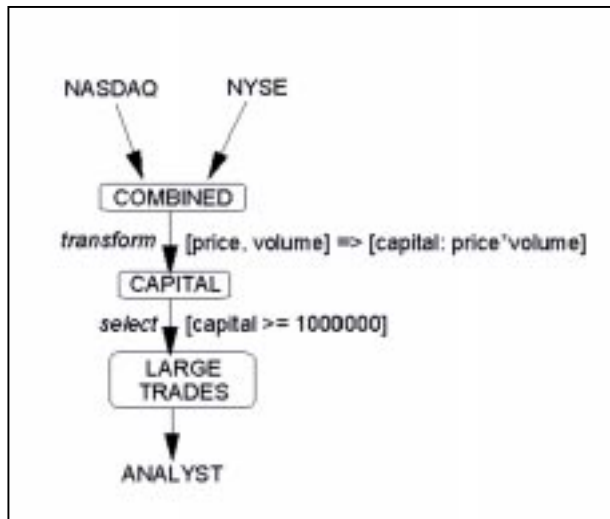 NASDAQ NYSE
COMBINED
transform [price, volume] => [capital: price*volume]
CAPITAL
select [capital >= 1000000]
LARGE
TRADES
ANALYST